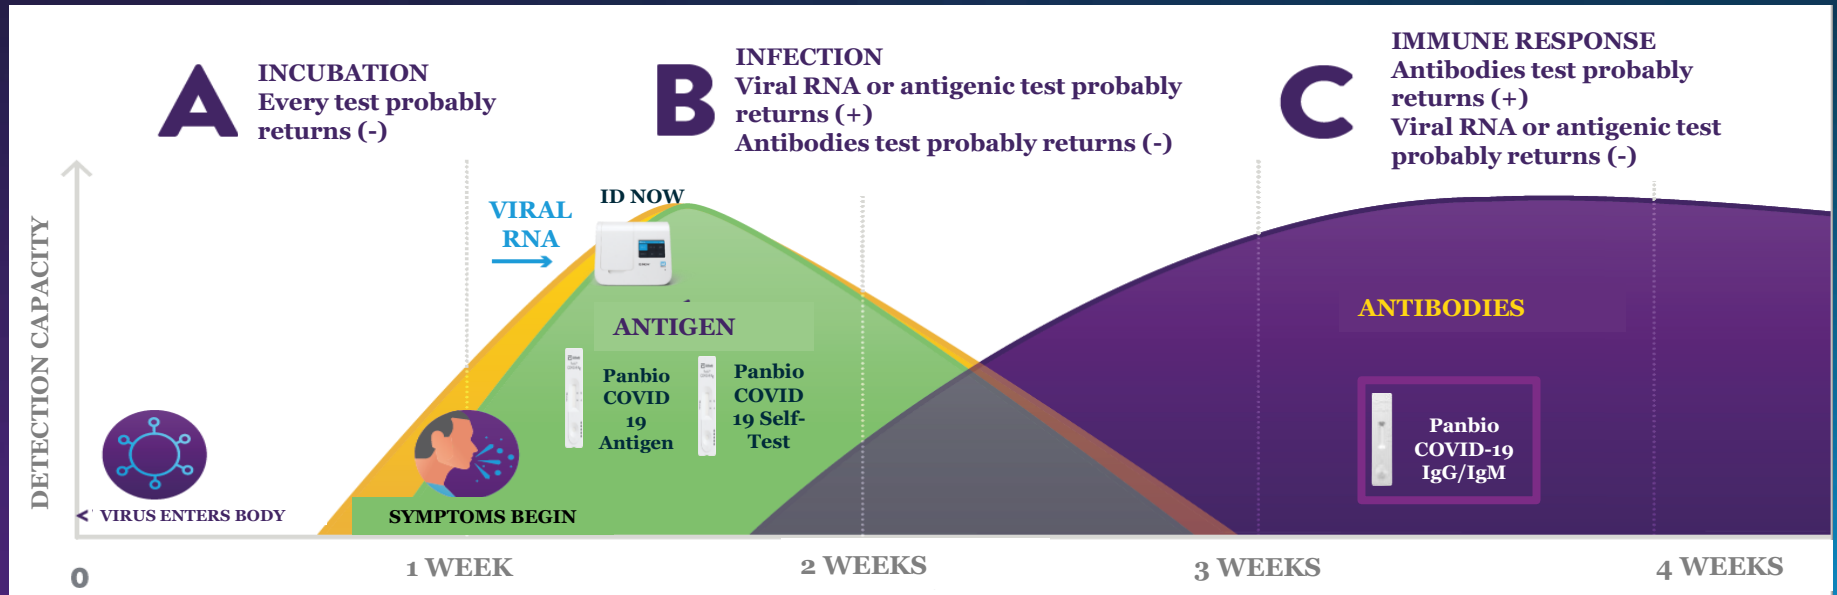 A
INCUBATION
Every test probably
returns (-)
B
INFECTION
Viral RNA or antigenic test probably
returns (+)
Antibodies test probably returns (-)
C
IMMUNE RESPONSE
Antibodies test probably
returns (+)
Viral RNA or antigenic test
probably returns (-)
DETECTION CAPACITY
VIRAL
RNA
ID NOW
ANTIGEN
Panbio
COVID
19
Antigen
Panbio
COVID
19 Self-
Test
ANTIBODIES
Panbio
COVID-19
IgG/IgM
< VIRUS ENTERS BODY
SYMPTOMS BEGIN
0
1 WEEK
2 WEEKS
3 WEEKS
4 WEEKS